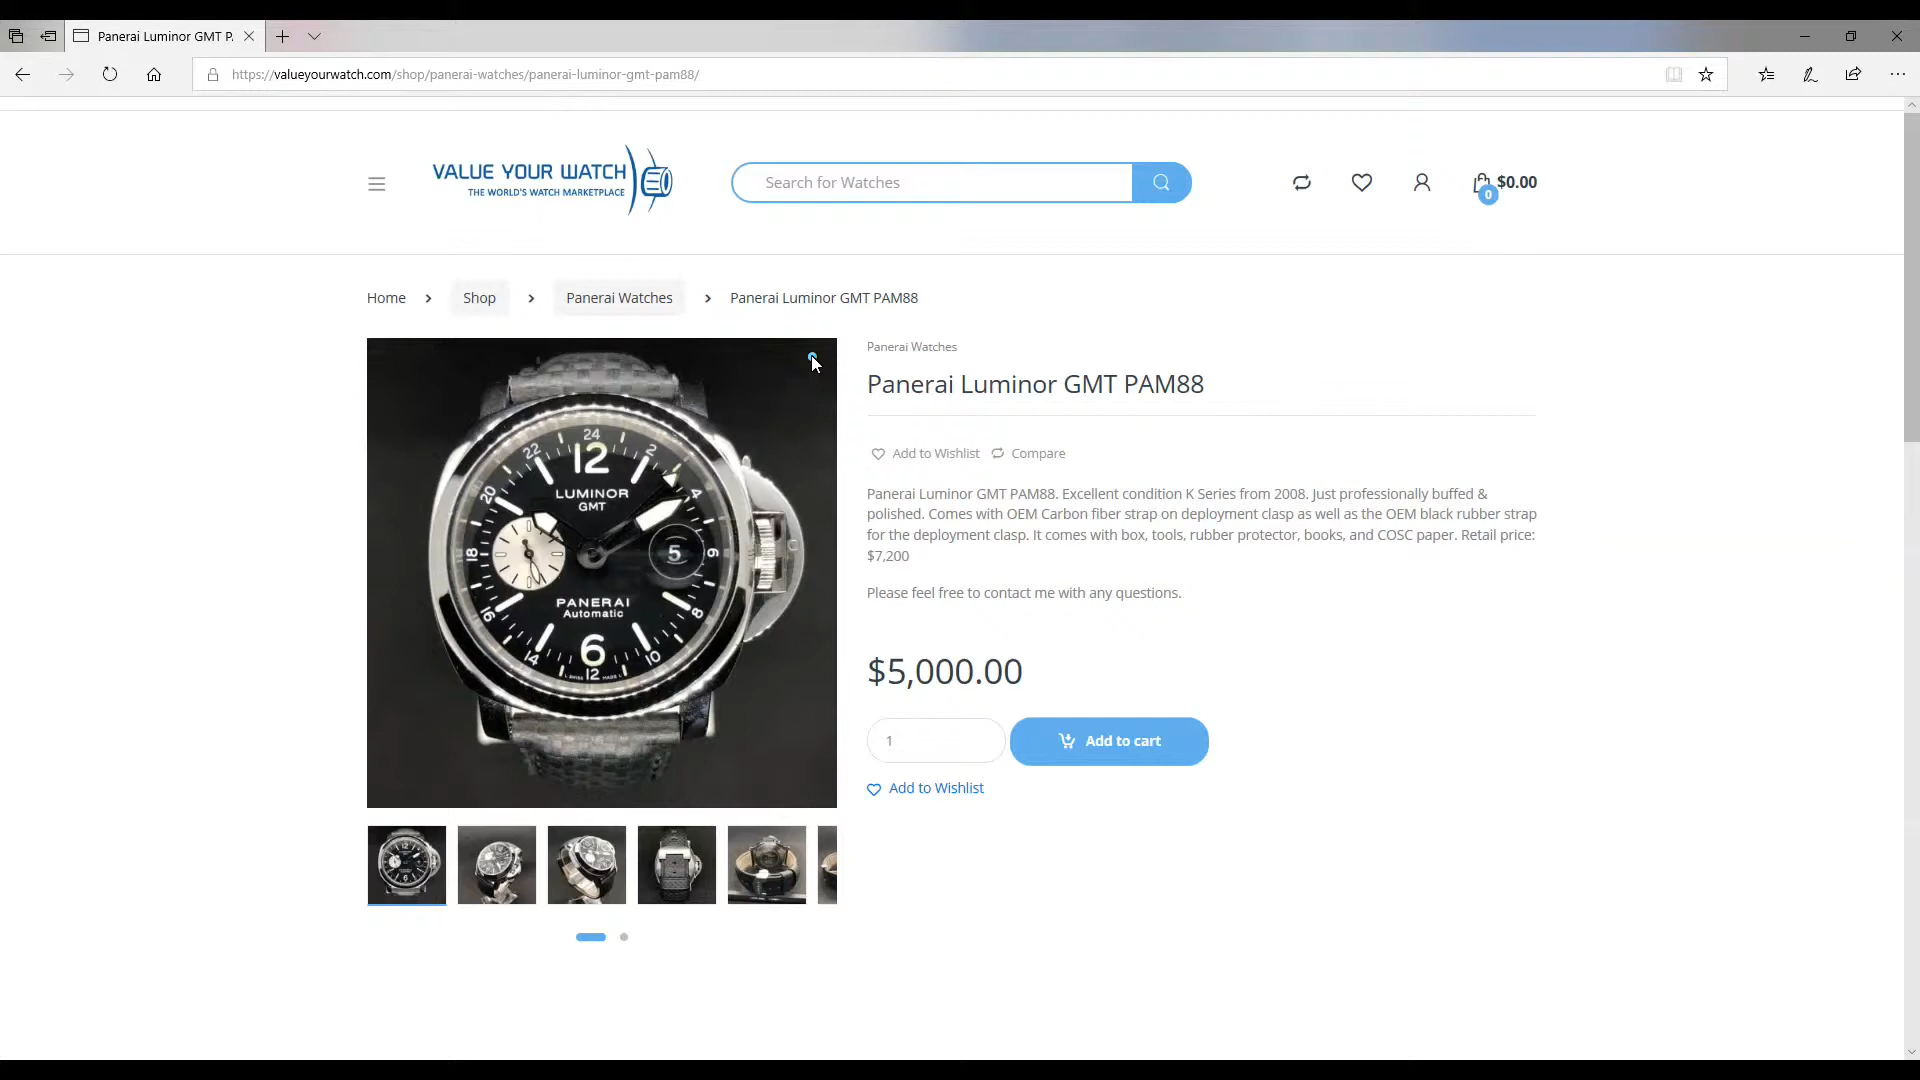 Panerai Luminor GMT P.
https://valueyourwatch.com/shop/panerai-watches/panerai-luminor-gmt-pam88/
VALUE YOUR WATCH
THE WORLD'S WATCH MARKETPLACE
Search for Watches
0
$0.00
Home > Shop > Panerai Watches > Panerai Luminor GMT PAM88
24
22
2
12
20
4
LUMINOR
GMT
18
5
6
PANERAI
Automatic
16
8
6
14
10
12
Panerai Watches
Panerai Luminor GMT PAM88
Add to Wishlist
Compare
Panerai Luminor GMT PAM88. Excellent condition K Series from 2008. Just professionally buffed &
polished. Comes with OEM Carbon fiber strap on deployment clasp as well as the OEM black rubber strap
for the deployment clasp. It comes with box, tools, rubber protector, books, and COSC paper. Retail price:
$7,200
Please feel free to contact me with any questions.
$5,000.00
1
Add to cart
Add to Wishlist